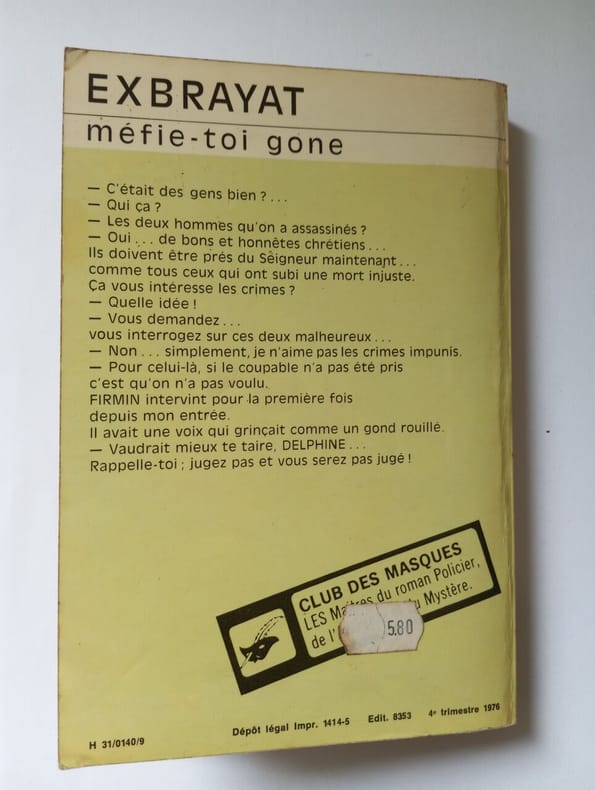 EXBRAYAT
méfie-toi gone
— C'était des gens bien ? ...
— Qui ça ?
— Les deux hommes qu'on a assassinés ?
— Oui ... de bons et honnêtes chrétiens ...
Ils doivent être prés du Seigneur maintenant ...
comme tous ceux qui ont subi une mort injuste.
Ça vous intéresse les crimes ?
— Quelle idée !
— Vous demandez ...
vous interrogez sur ces deux malheureux ...
— Non ... simplement, je n'aime pas les crimes impunis.
— Pour celui-là, si le coupable n'a pas été pris
c'est qu'on n'a pas voulu.
FIRMIN intervint pour la première fois
depuis mon entrée.
Il avait une voix qui grinçait comme un gond rouillé.
— Vaudrait mieux te taire, DELPHINE ...
Rappelle-toi ; jugez pas et vous serez pas jugé !
CLUB DES MASQUES
LES du roman Policier,
de Mystère.
5.80
H 31/0140/9
Dépôt légal Impr. 1414-5 Edit. 8353 4e trimestre 1976